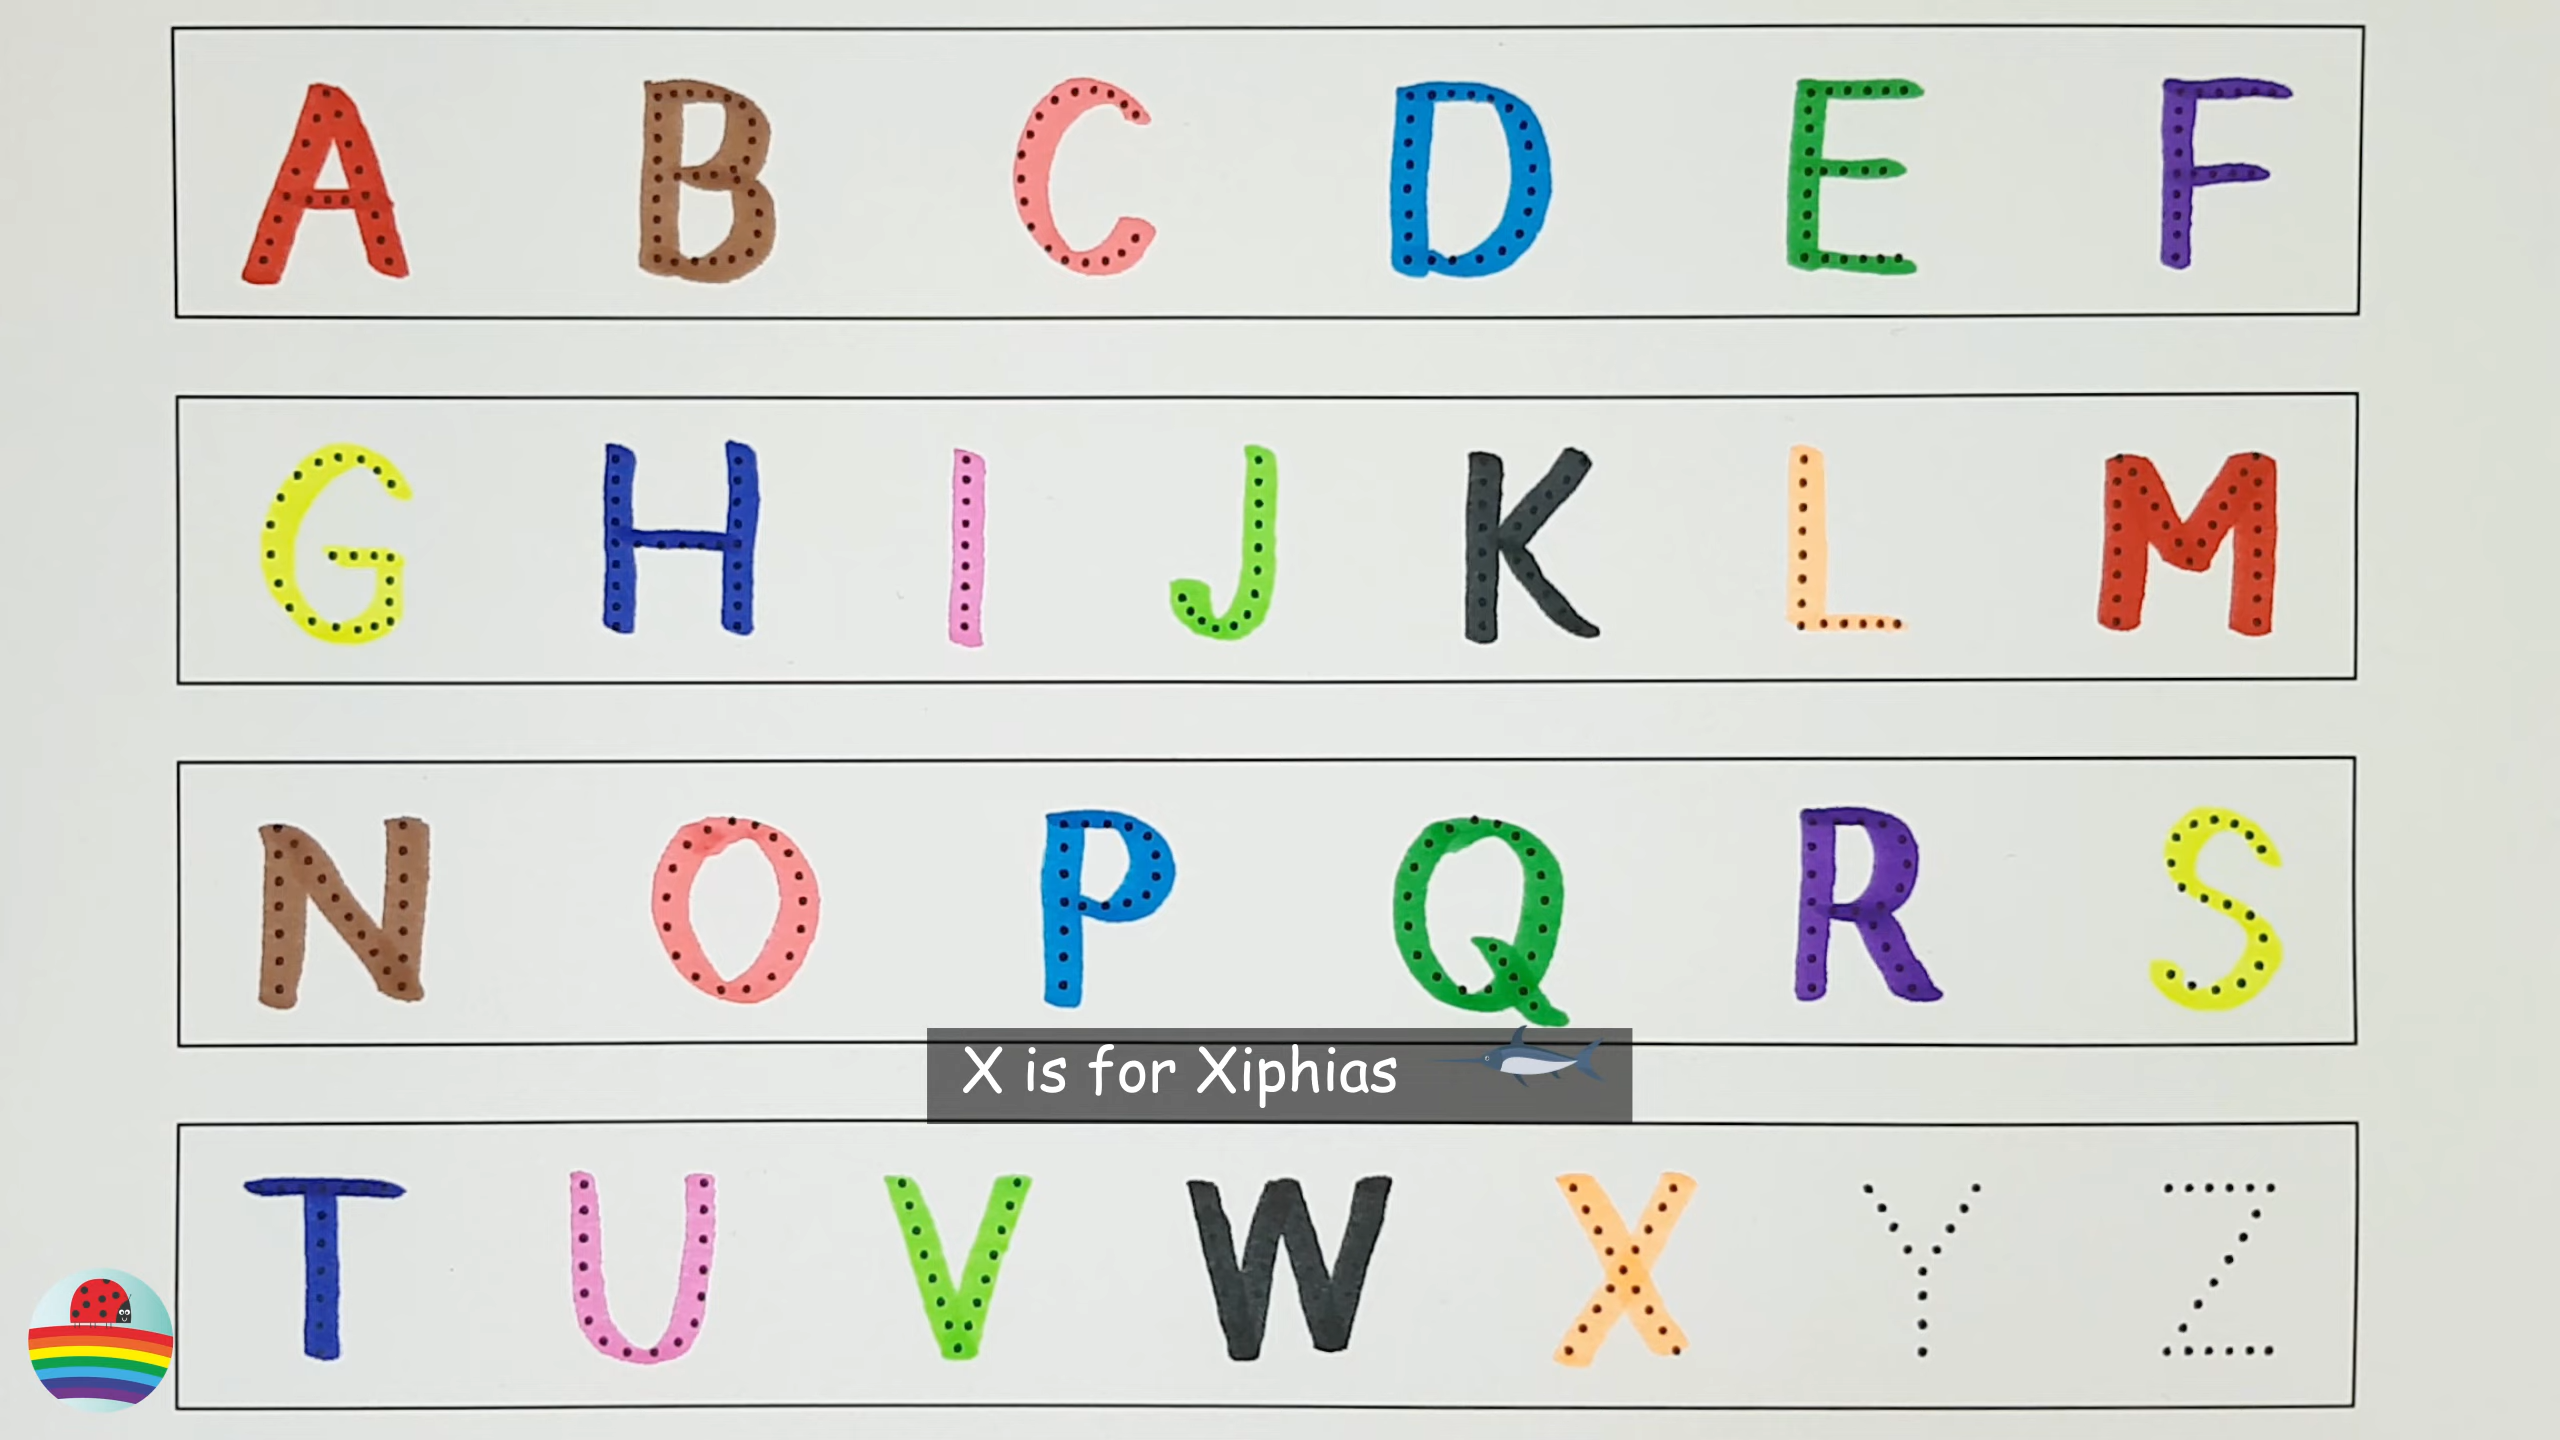 A B C D E F
G H I J K L M
N O P Q R S
X is for Xiphias
T U V W X Y Z